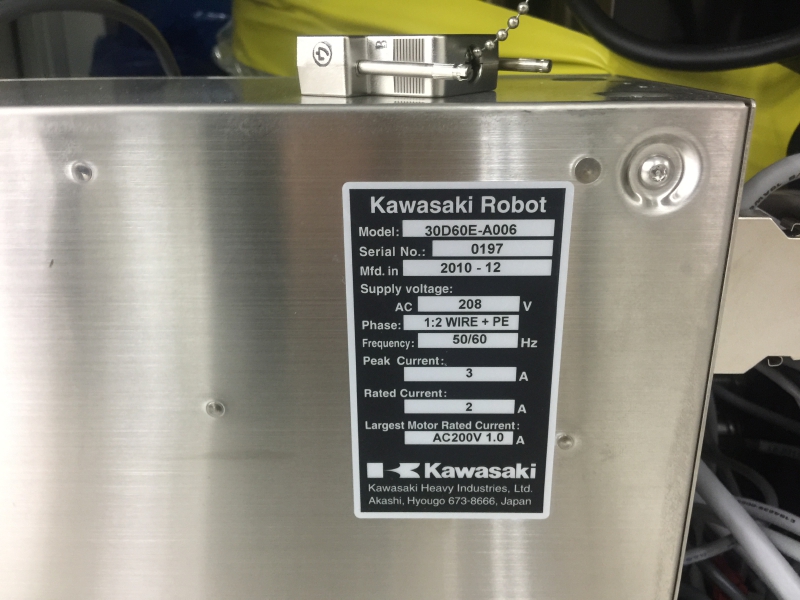 B
Kawasaki Robot
Model: 30D60E-A006
Serial No.: 0197
Mfd. in 2010 - 12
Supply voltage:
AC 208 V
Phase: 1:2 WIRE + PE
Frequency: 50/60 Hz
Peak Current:
3 A
Rated Current:
2 A
Largest Motor Rated Current:
AC200V 1.0 A
Kawasaki
Kawasaki Heavy Industries, Ltd.
Akashi, Hyougo 673-8666, Japan